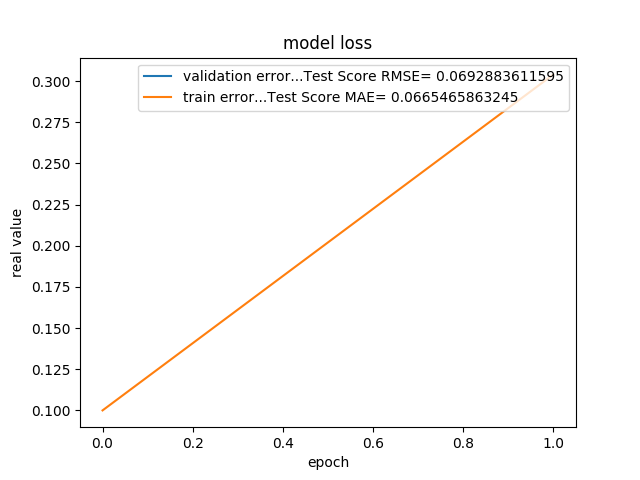 model loss
validation error...Test Score RMSE= 0.0692883611595
train error...Test Score MAE= 0.0665465863245
0.300
0.275
0.250
0.225
0.200
0.175
0.150
0.125
0.100
real value
0.0 0.2 0.4 0.6 0.8 1.0
epoch